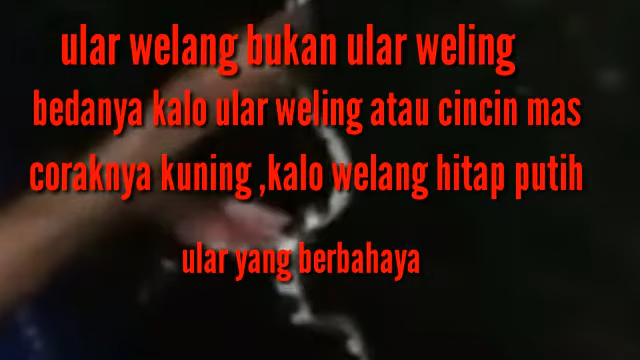 ular welang bukan ular weling
bedanya kalo ular weling atau cincin mas
coraknya kuning ,kalo welang hitap putih
ular yang berbahaya